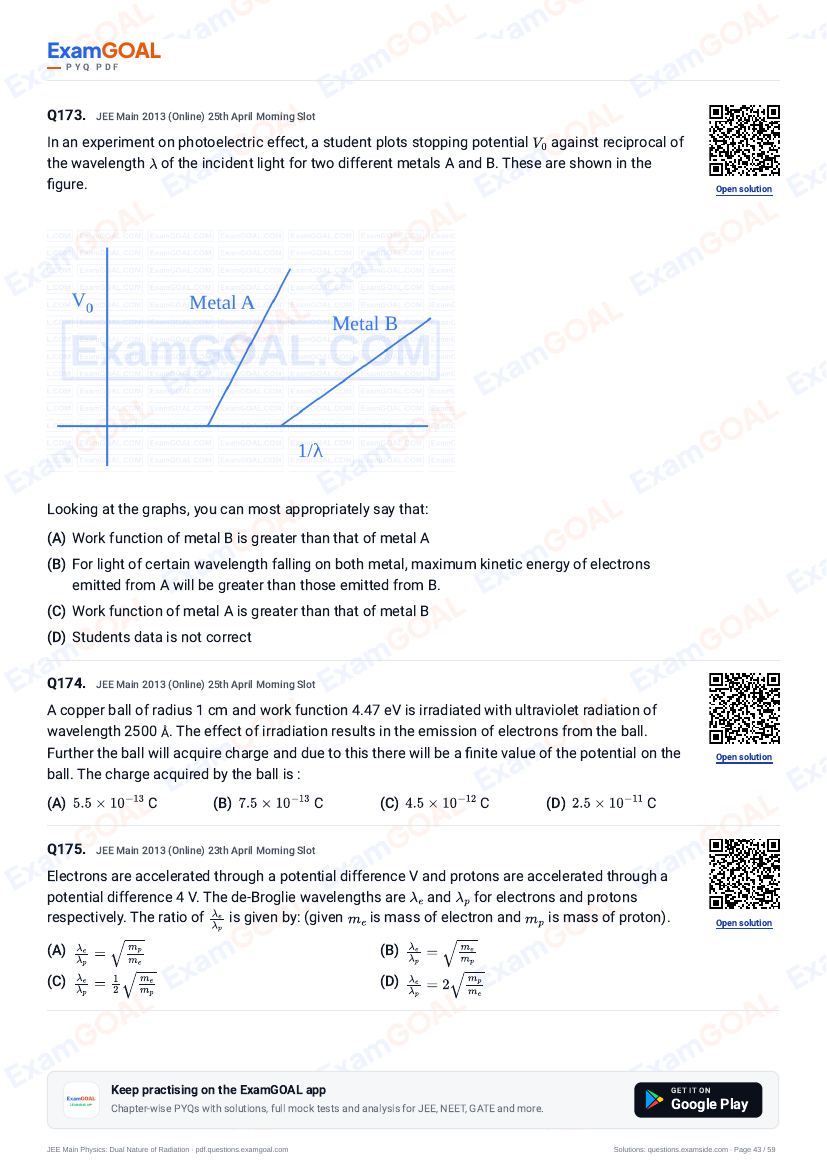 ExamGOAL
PYQ PDF
Q173. JEE Main 2013 (Online) 25th April Morning Slot
In an experiment on photoelectric effect, a student plots stopping potential V₀ against reciprocal of
the wavelength λ of the incident light for two different metals A and B. These are shown in the
figure.
Open solution
V₀
Metal A
Metal B
ExamGOAL.COM
1/λ
Looking at the graphs, you can most appropriately say that:
(A) Work function of metal B is greater than that of metal A
(B) For light of certain wavelength falling on both metal, maximum kinetic energy of electrons
emitted from A will be greater than those emitted from B.
(C) Work function of metal A is greater than that of metal B
(D) Students data is not correct
Q174. JEE Main 2013 (Online) 25th April Morning Slot
A copper ball of radius 1 cm and work function 4.47 eV is irradiated with ultraviolet radiation of
wavelength 2500 Å. The effect of irradiation results in the emission of electrons from the ball.
Further the ball will acquire charge and due to this there will be a finite value of the potential on the
ball. The charge acquired by the ball is :
Open solution
(A) 5.5 × 10⁻¹³ C (B) 7.5 × 10⁻¹³ C (C) 4.5 × 10⁻¹² C (D) 2.5 × 10⁻¹¹ C
Q175. JEE Main 2013 (Online) 23th April Morning Slot
Electrons are accelerated through a potential difference V and protons are accelerated through a
potential difference 4 V. The de-Broglie wavelengths are λₑ and λₚ for electrons and protons
respectively. The ratio of λₑ/λₚ is given by: (given mₑ is mass of electron and mₚ is mass of proton).
Open solution
(A) λₑ/λₚ = √(mₚ/mₑ) (B) λₑ/λₚ = √(mₑ/mₚ)
(C) λₑ/λₚ = 1/2 √(mₑ/mₚ) (D) λₑ/λₚ = 2√(mₚ/mₑ)
Keep practising on the ExamGOAL app
Chapter-wise PYQs with solutions, full mock tests and analysis for JEE, NEET, GATE and more.
GET IT ON
Google Play
JEE Main Physics: Dual Nature of Radiation · pdf.questions.examgoal.com Solutions: questions.examside.com · Page 43 / 59